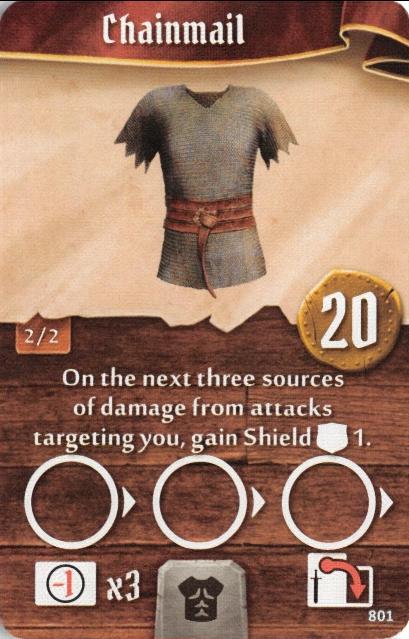 Chainmail
20
2/2
On the next three sources
of damage from attacks
targeting you, gain Shield 1.
-1 x3
801